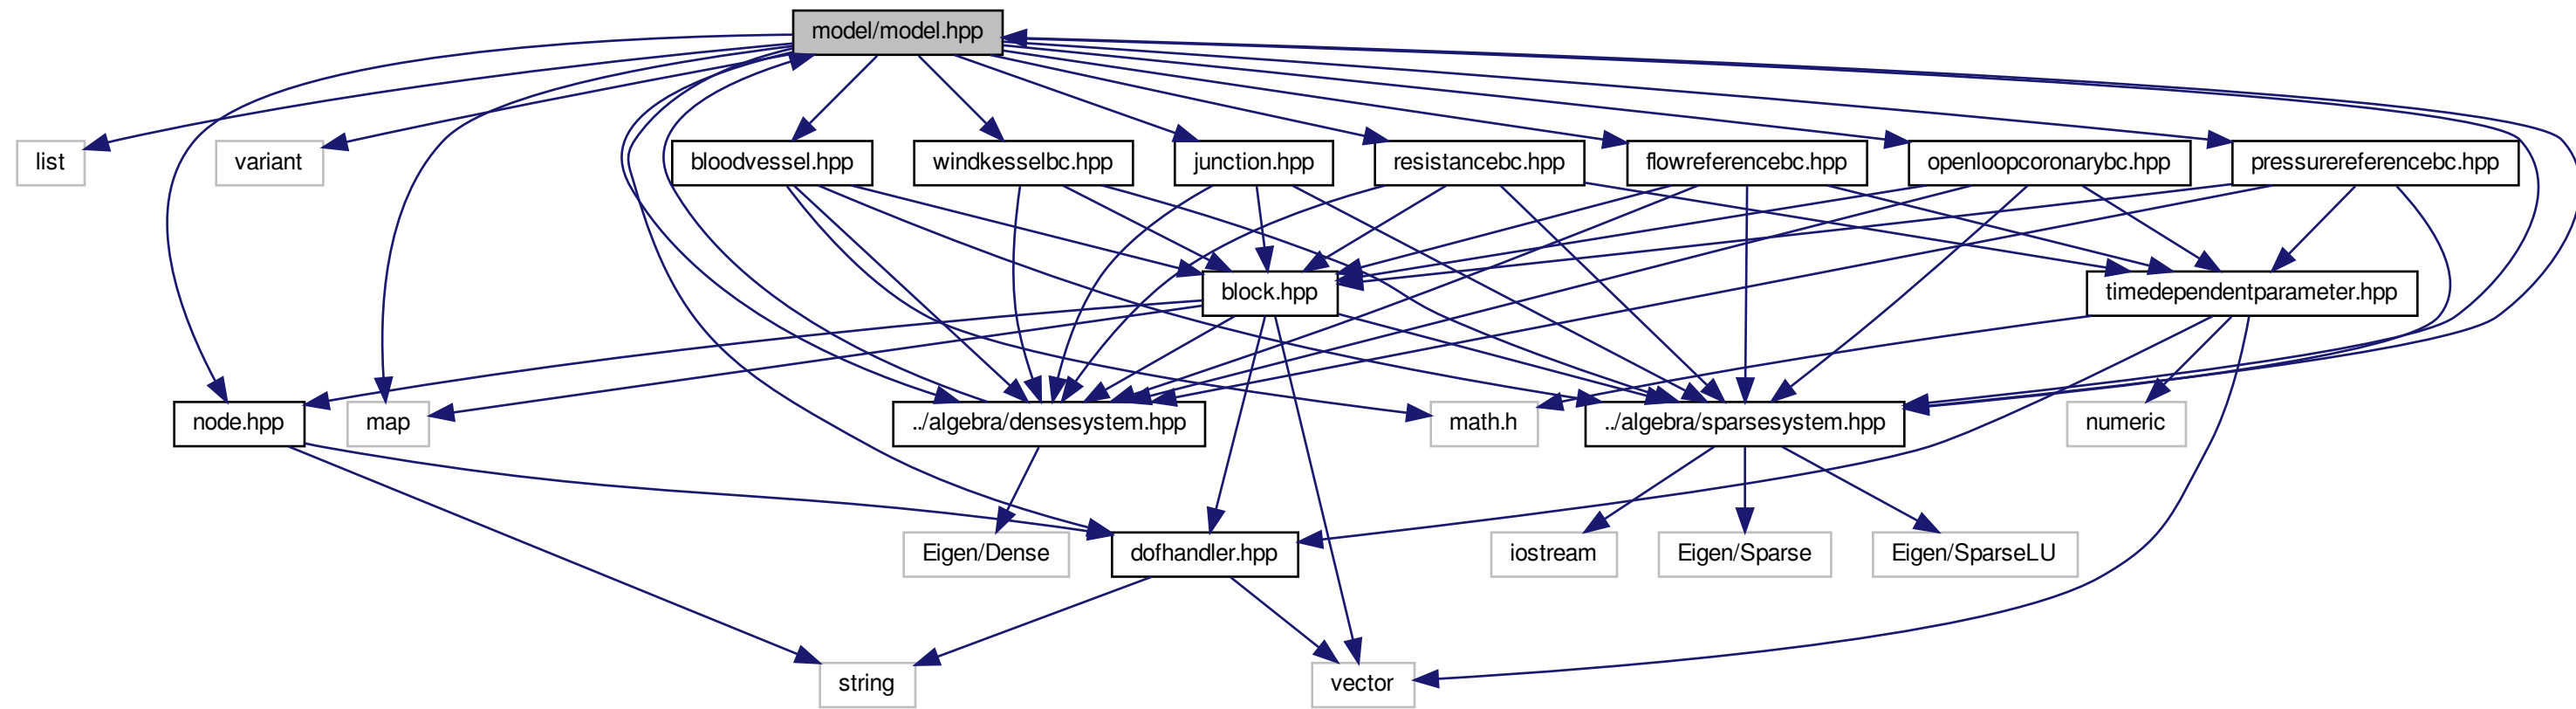 model/model.hpp
list
variant
bloodvessel.hpp
windkesselbc.hpp
junction.hpp
resistancebc.hpp
flowreferencebc.hpp
openloopcoronarybc.hpp
pressurereferencebc.hpp
block.hpp
timedependentparameter.hpp
node.hpp
map
../algebra/densesystem.hpp
math.h
../algebra/sparsesystem.hpp
numeric
Eigen/Dense
dofhandler.hpp
iostream
Eigen/Sparse
Eigen/SparseLU
string
vector